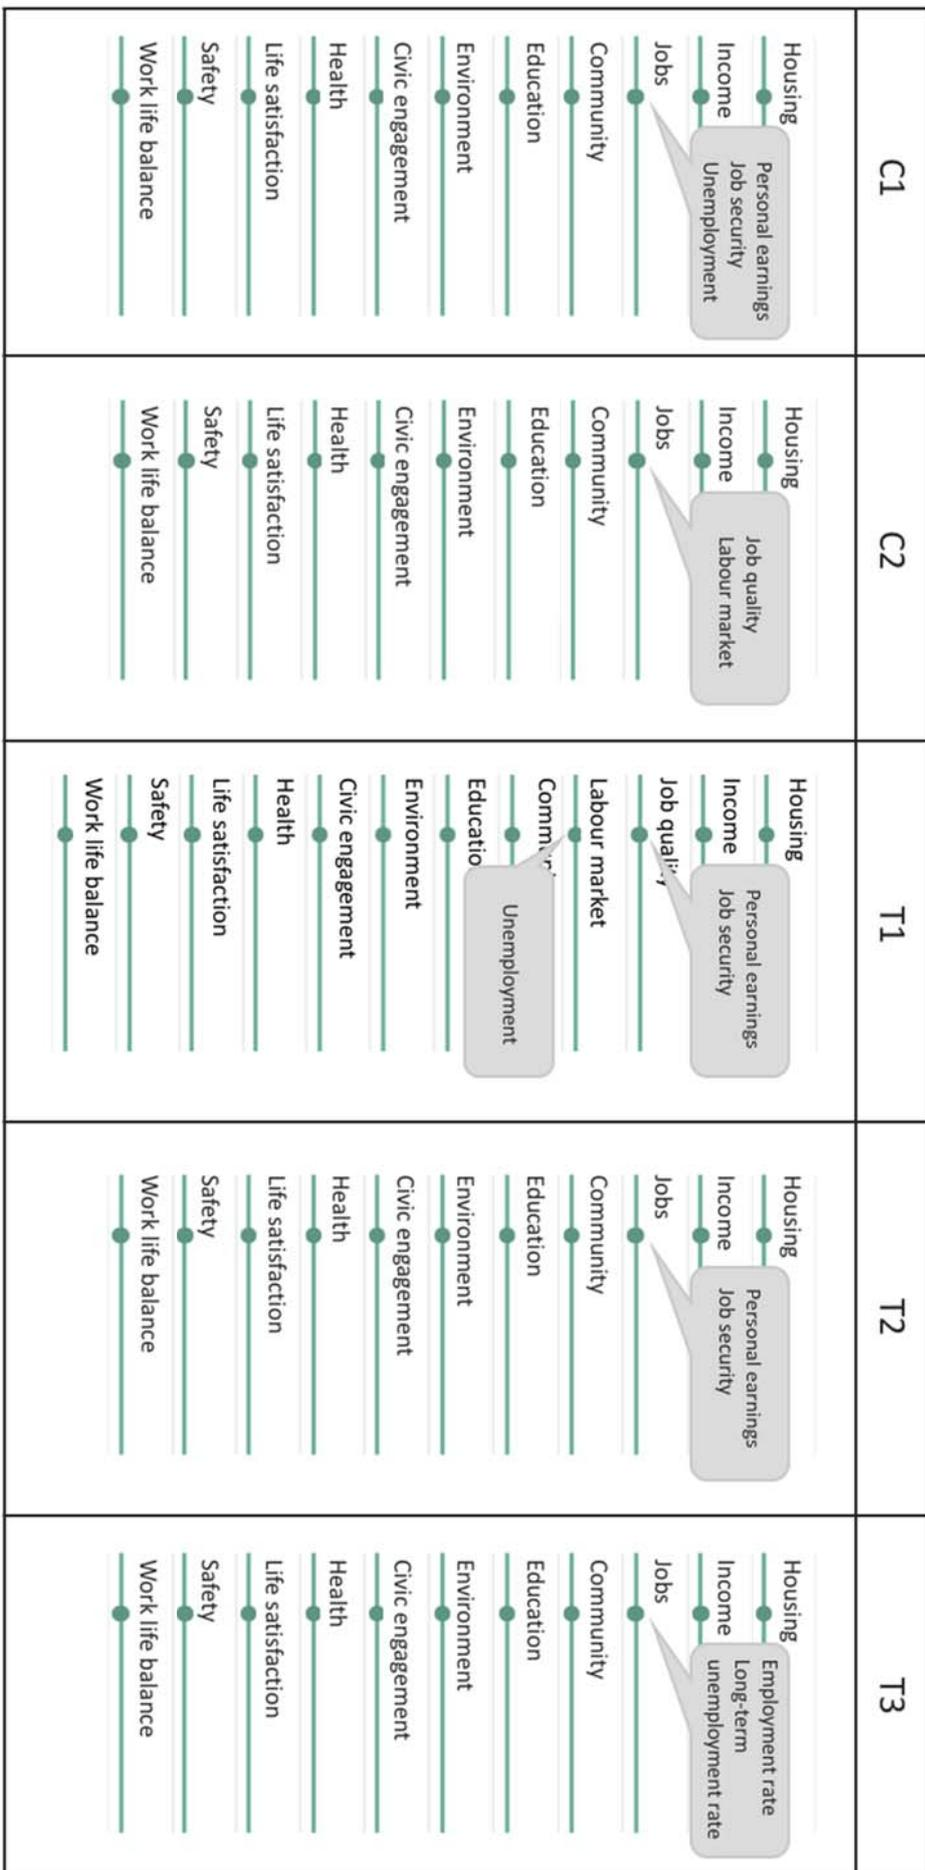 C1
Housing
Income
Personal earnings
Job security
Unemployment
Jobs
Community
Education
Environment
Civic engagement
Health
Life satisfaction
Safety
Work life balance
C2
Housing
Income
Job quality
Labour market
Jobs
Community
Education
Environment
Civic engagement
Health
Life satisfaction
Safety
Work life balance
T1
Housing
Income
Personal earnings
Job security
Job quality
Labour market
Unemployment
Environment
Civic engagement
Health
Life satisfaction
Safety
Work life balance
T2
Housing
Income
Personal earnings
Job security
Jobs
Community
Education
Environment
Civic engagement
Health
Life satisfaction
Safety
Work life balance
T3
Housing
Income
Employment rate
Long-term
unemployment rate
Jobs
Community
Education
Environment
Civic engagement
Health
Life satisfaction
Safety
Work life balance